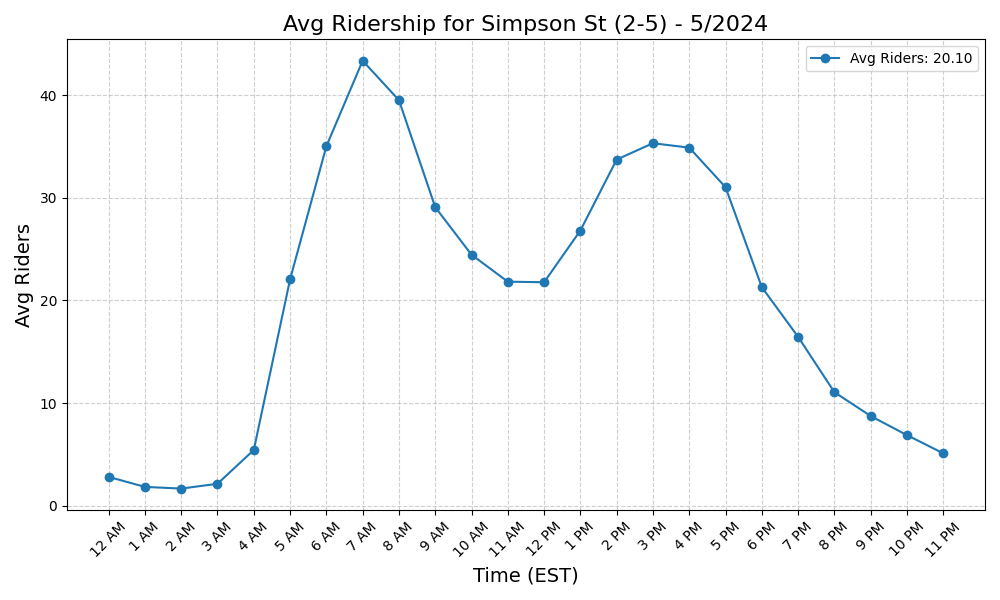 Avg Ridership for Simpson St (2-5) - 5/2024
Avg Riders: 20.10
Avg Riders
40
30
20
10
0
12 AM
1 AM
2 AM
3 AM
4 AM
5 AM
6 AM
7 AM
8 AM
9 AM
10 AM
11 AM
12 PM
1 PM
2 PM
3 PM
4 PM
5 PM
6 PM
7 PM
8 PM
9 PM
10 PM
11 PM
Time (EST)